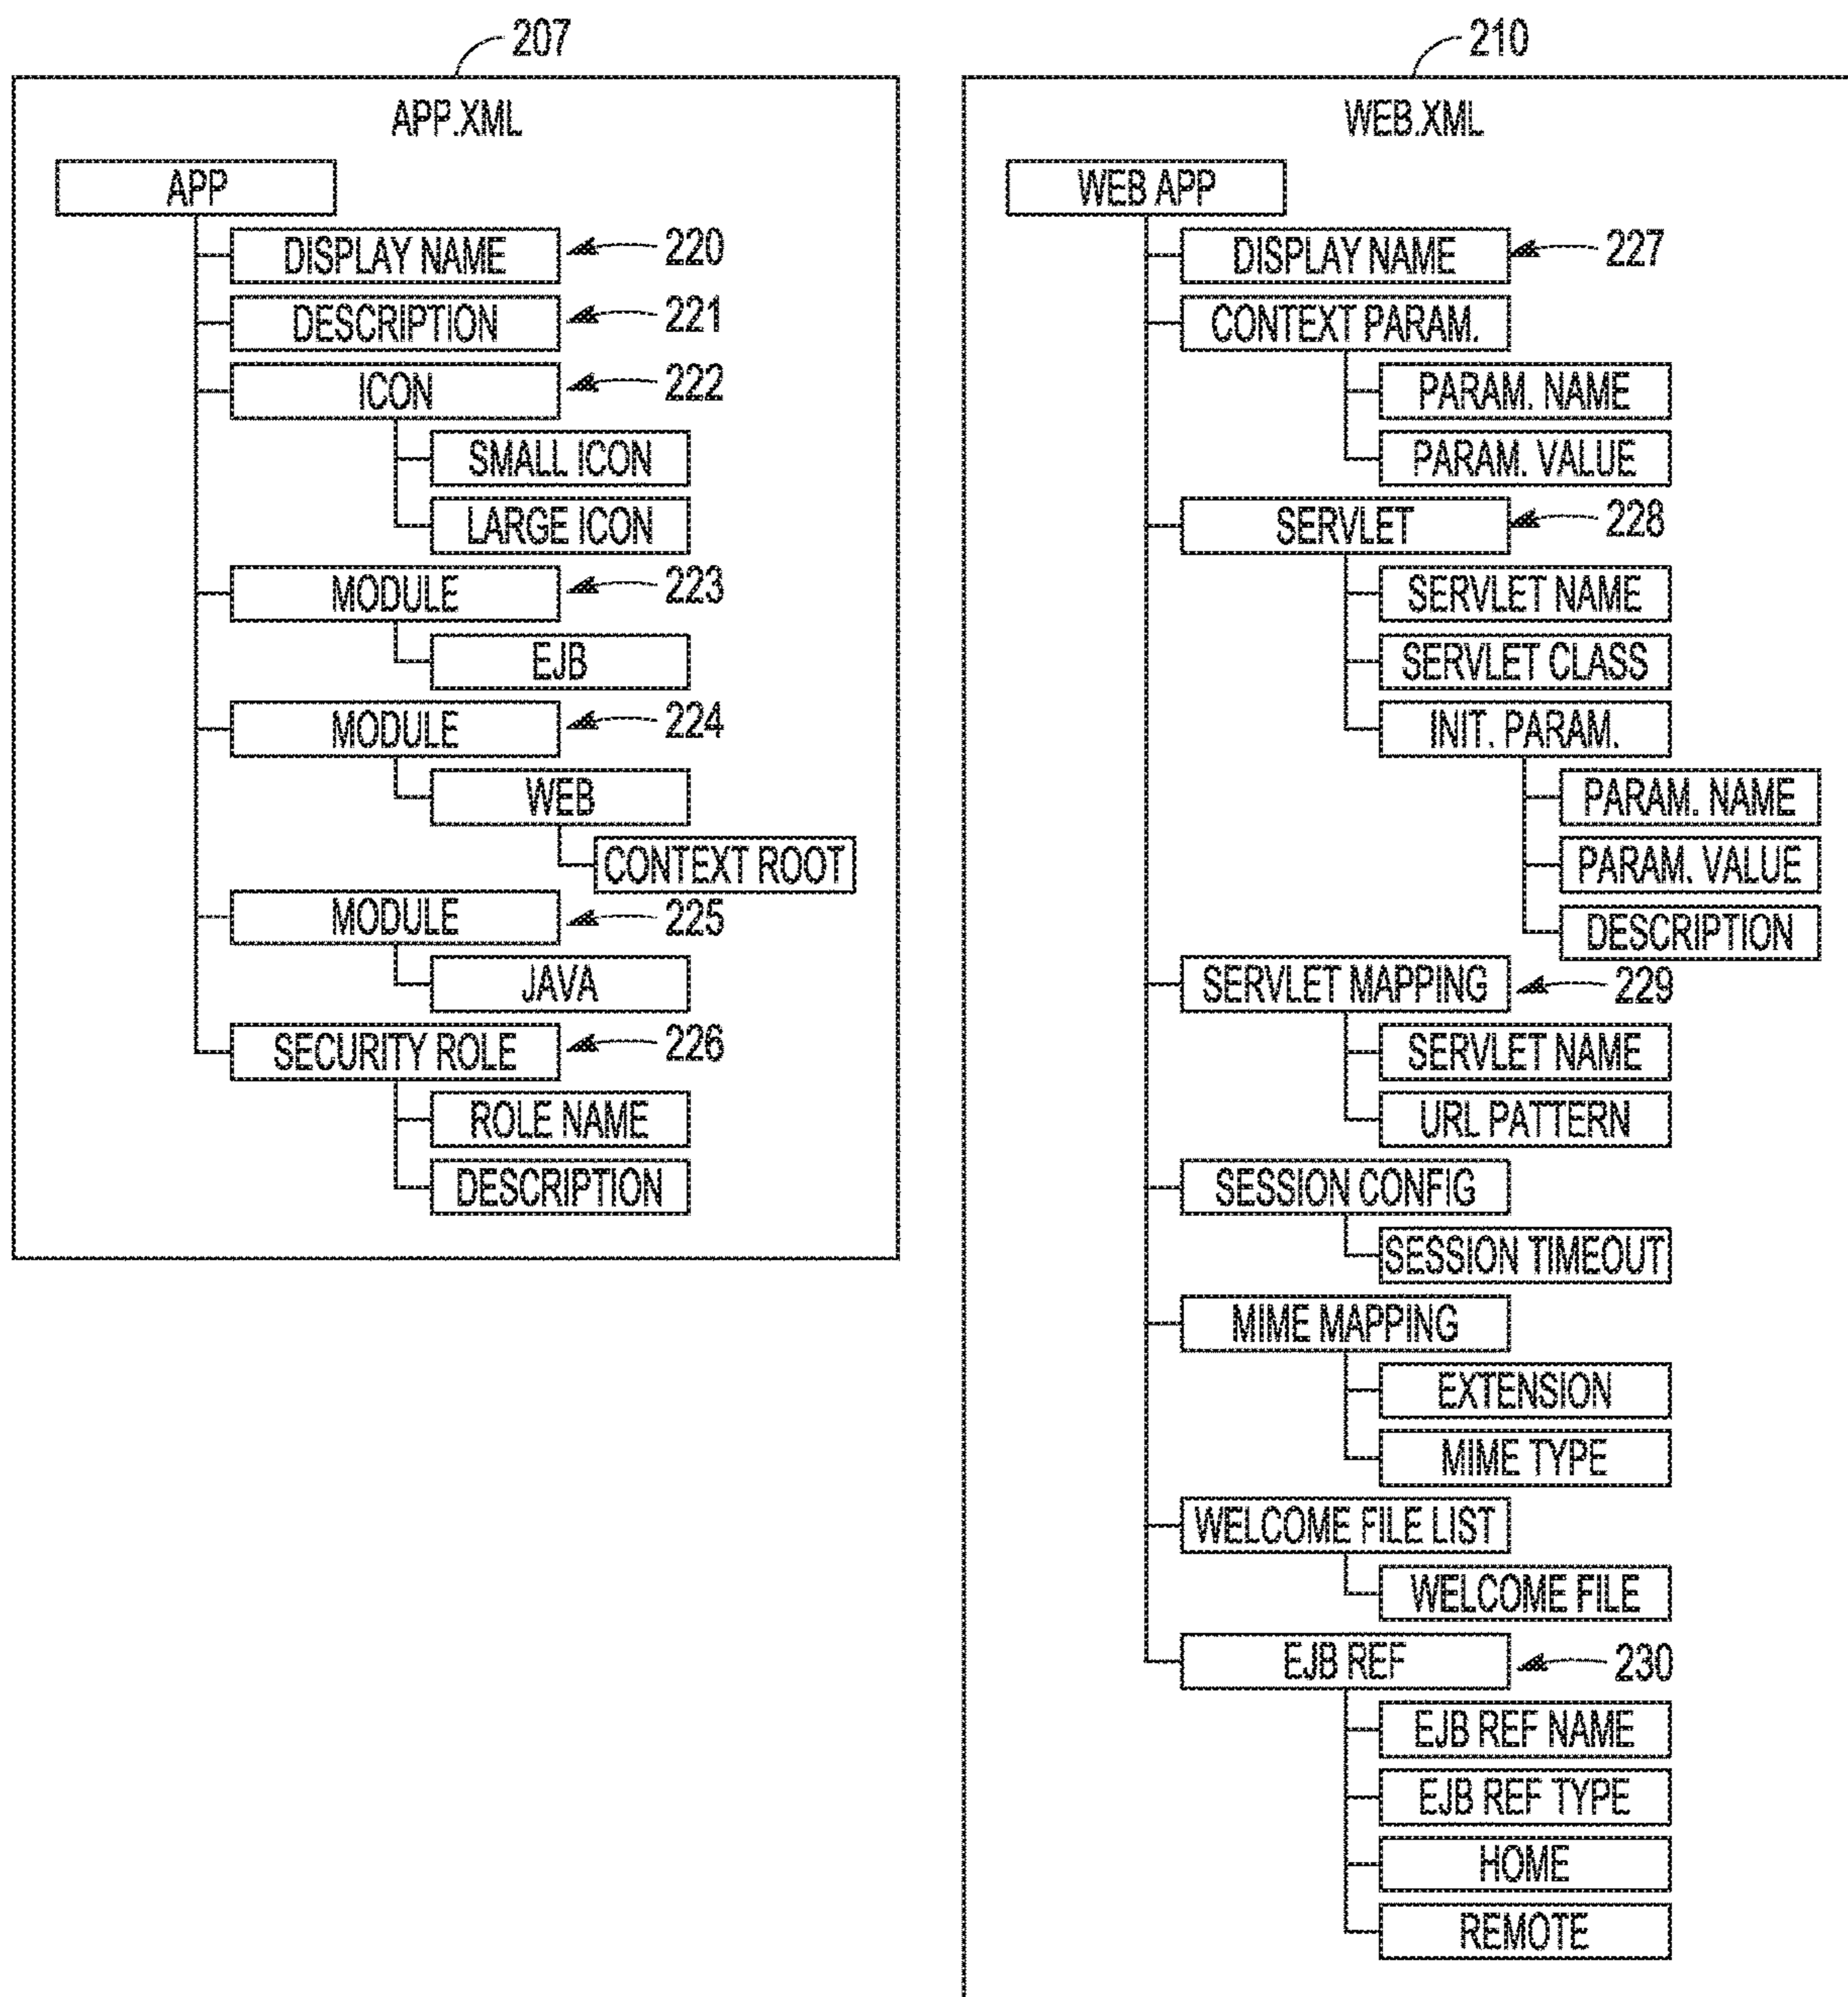 207
APP.XML
APP
DISPLAY NAME
220
DESCRIPTION
221
ICON
222
SMALL ICON
LARGE ICON
MODULE
223
EJB
MODULE
224
WEB
CONTEXT ROOT
MODULE
225
JAVA
SECURITY ROLE
226
ROLE NAME
DESCRIPTION
210
WEB.XML
WEB APP
DISPLAY NAME
227
CONTEXT PARAM.
PARAM. NAME
PARAM. VALUE
SERVLET
228
SERVLET NAME
SERVLET CLASS
INIT. PARAM.
PARAM. NAME
PARAM. VALUE
DESCRIPTION
SERVLET MAPPING
229
SERVLET NAME
URL PATTERN
SESSION CONFIG
SESSION TIMEOUT
MIME MAPPING
EXTENSION
MIME TYPE
WELCOME FILE LIST
WELCOME FILE
EJB REF
230
EJB REF NAME
EJB REF TYPE
HOME
REMOTE